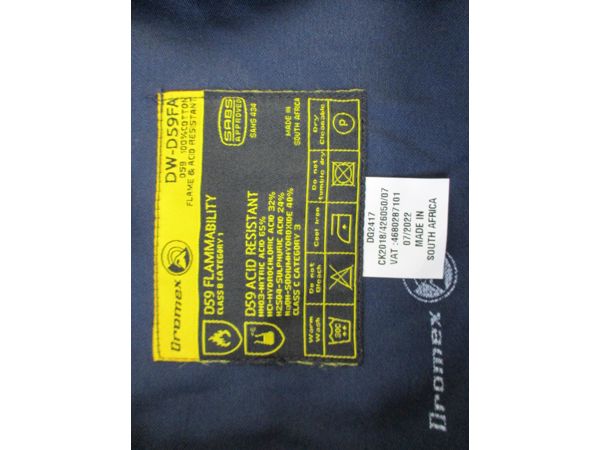 Dromex
DW-D59FA
D59 100%COTTON
FLAME & ACID RESISTANT
D59 FLAMMABILITY
CLASS B CATEGORY 1
D59 ACID RESISTANT
HNO3-NITRIC ACID 65%
HCl-HYDROCHLORIC ACID 32%
H2SO4-SULPHURIC ACID 24%
NaOH-SODIUMHYDROXIDE 40%
CLASS C CATEGORY 3
SABS
APPROVED
SANS 434
MADE IN
SOUTH AFRICA
Warm
Wash
Do not
Bleach
Cool Iron
Do not
tumble dry
Dry
Cleanable
30C
P
DG2417
CK2018/426050/07
VAT:4680287101
07/2022
MADE IN
SOUTH AFRICA
Dromex